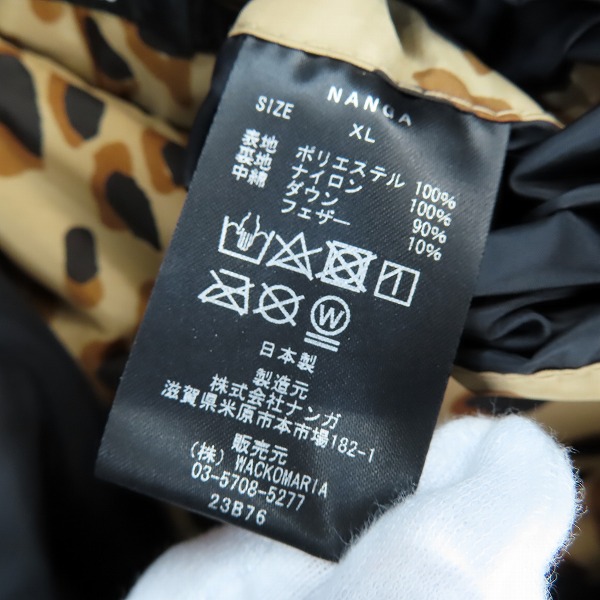 NANGA
SIZE XL
表地 ポリエステル 100%
裏地 ナイロン 100%
中綿 ダウン 90%
フェザー 10%
W
日本製
製造元
株式会社ナンガ
滋賀県米原市本市場182-1
販売元
(株) WACKOMARIA
03-5708-5277
23B76